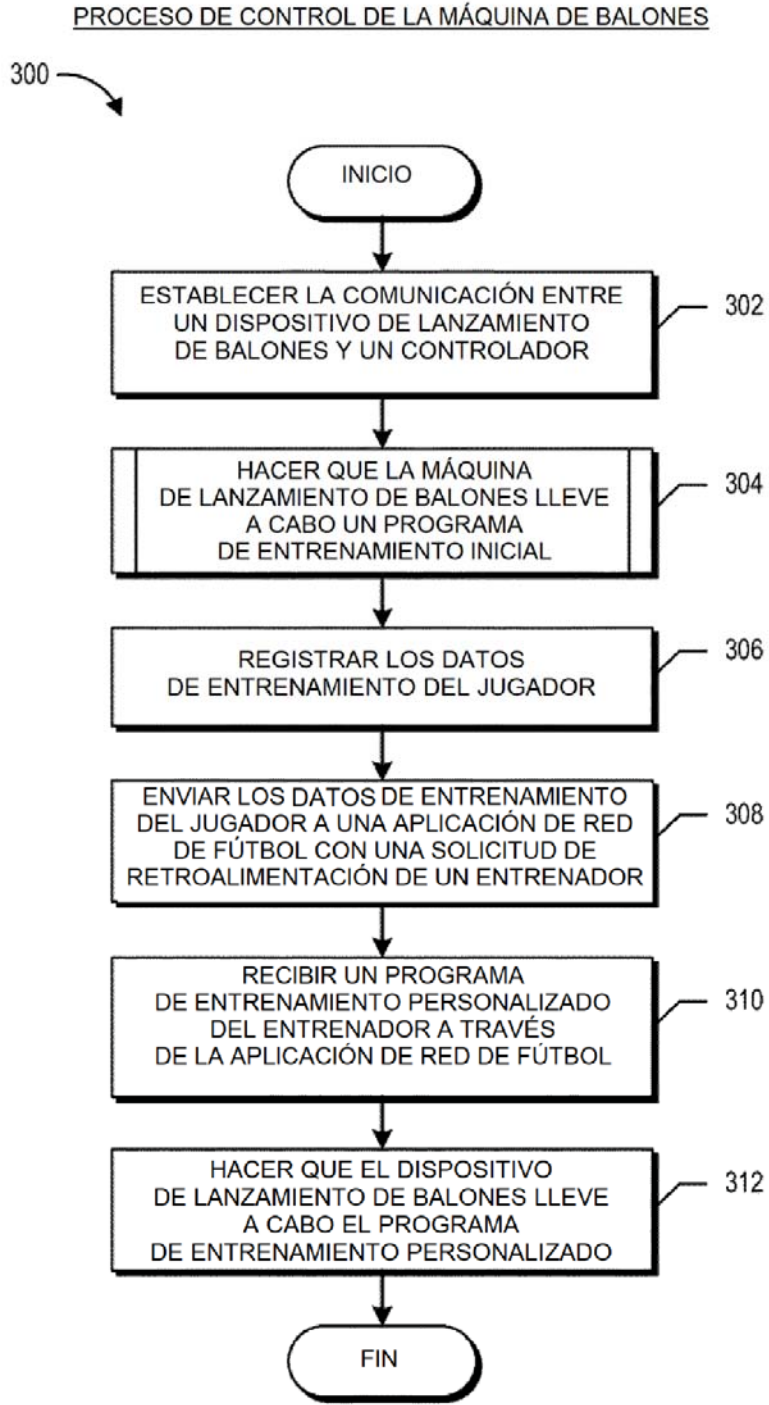 PROCESO DE CONTROL DE LA MÁQUINA DE BALONES
300
INICIO
ESTABLECER LA COMUNICACIÓN ENTRE
UN DISPOSITIVO DE LANZAMIENTO
DE BALONES Y UN CONTROLADOR
302
HACER QUE LA MÁQUINA
DE LANZAMIENTO DE BALONES LLEVE
A CABO UN PROGRAMA
DE ENTRENAMIENTO INICIAL
304
REGISTRAR LOS DATOS
DE ENTRENAMIENTO DEL JUGADOR
306
ENVIAR LOS DATOS DE ENTRENAMIENTO
DEL JUGADOR A UNA APLICACIÓN DE RED
DE FÚTBOL CON UNA SOLICITUD DE
RETROALIMENTACIÓN DE UN ENTRENADOR
308
RECIBIR UN PROGRAMA
DE ENTRENAMIENTO PERSONALIZADO
DEL ENTRENADOR A TRAVÉS
DE LA APLICACIÓN DE RED DE FÚTBOL
310
HACER QUE EL DISPOSITIVO
DE LANZAMIENTO DE BALONES LLEVE
A CABO EL PROGRAMA
DE ENTRENAMIENTO PERSONALIZADO
312
FIN